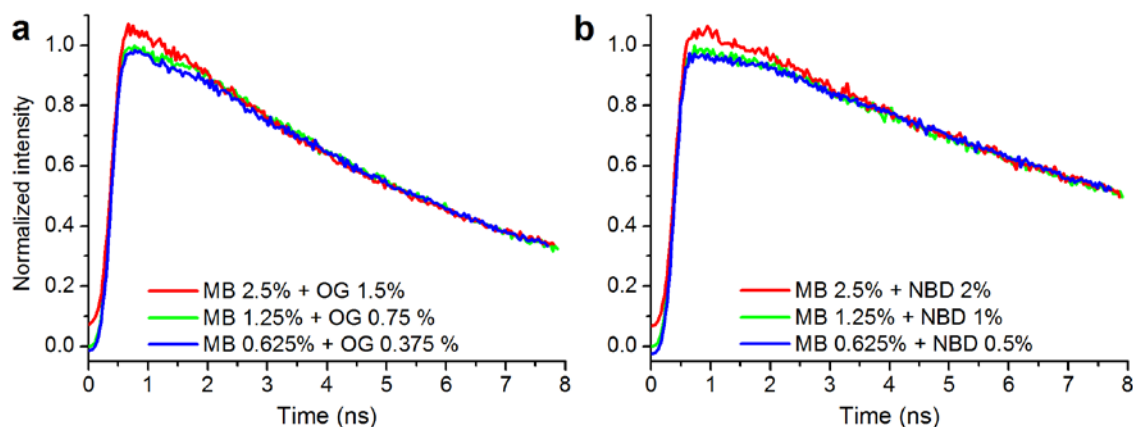 a
Normalized intensity
1.0
0.8
0.6
0.4
0.2
0.0
MB 2.5% + OG 1.5%
MB 1.25% + OG 0.75 %
MB 0.625% + OG 0.375 %
0 1 2 3 4 5 6 7 8
Time (ns)
b
1.0
0.8
0.6
0.4
0.2
0.0
MB 2.5% + NBD 2%
MB 1.25% + NBD 1%
MB 0.625% + NBD 0.5%
0 1 2 3 4 5 6 7 8
Time (ns)